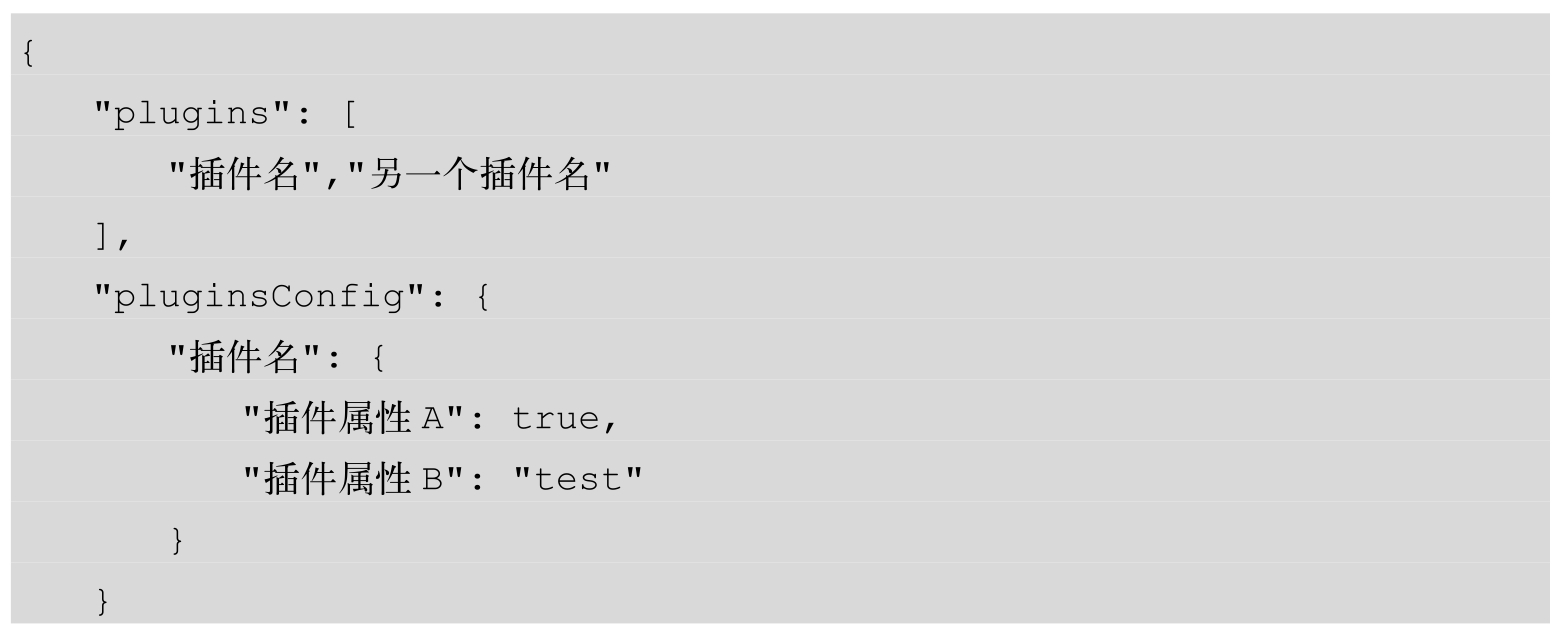 {
    "plugins": [
        "插件名","另一个插件名"
    ],
    "pluginsConfig": {
        "插件名": {
            "插件属性 A": true,
            "插件属性 B": "test"
        }
    }